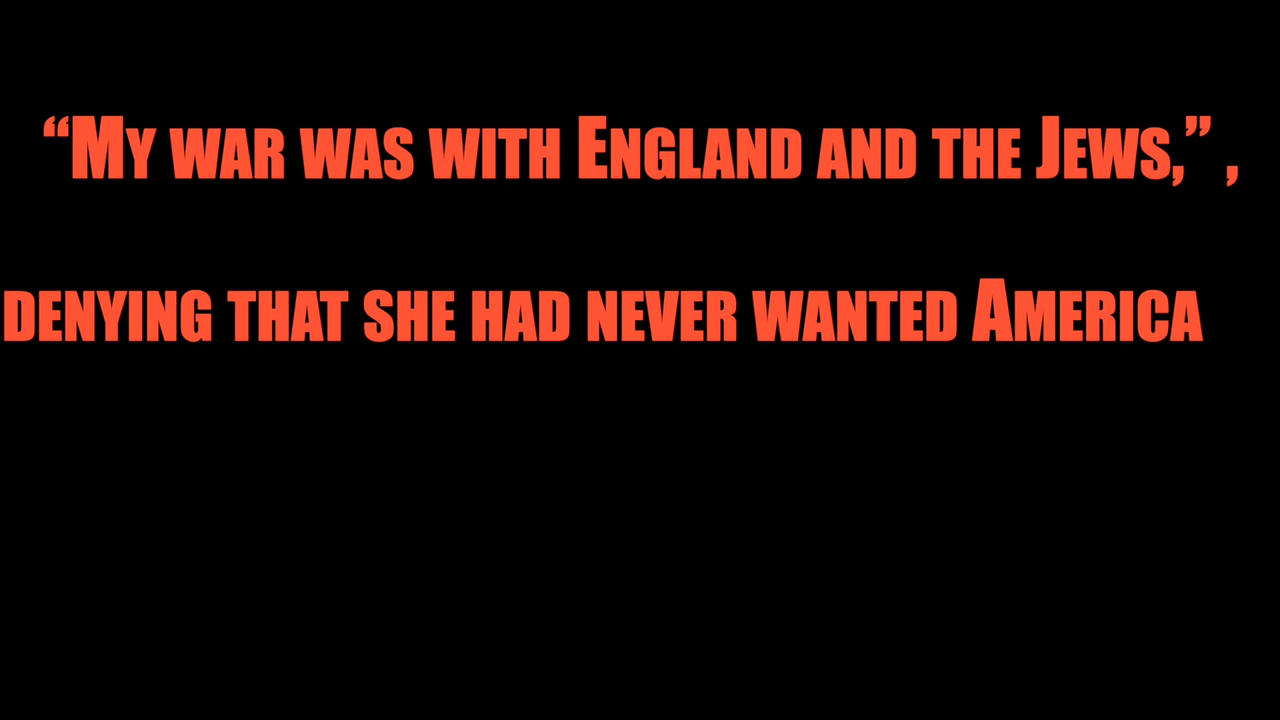 “My war was with England and the Jews,” ,
denying that she had never wanted America